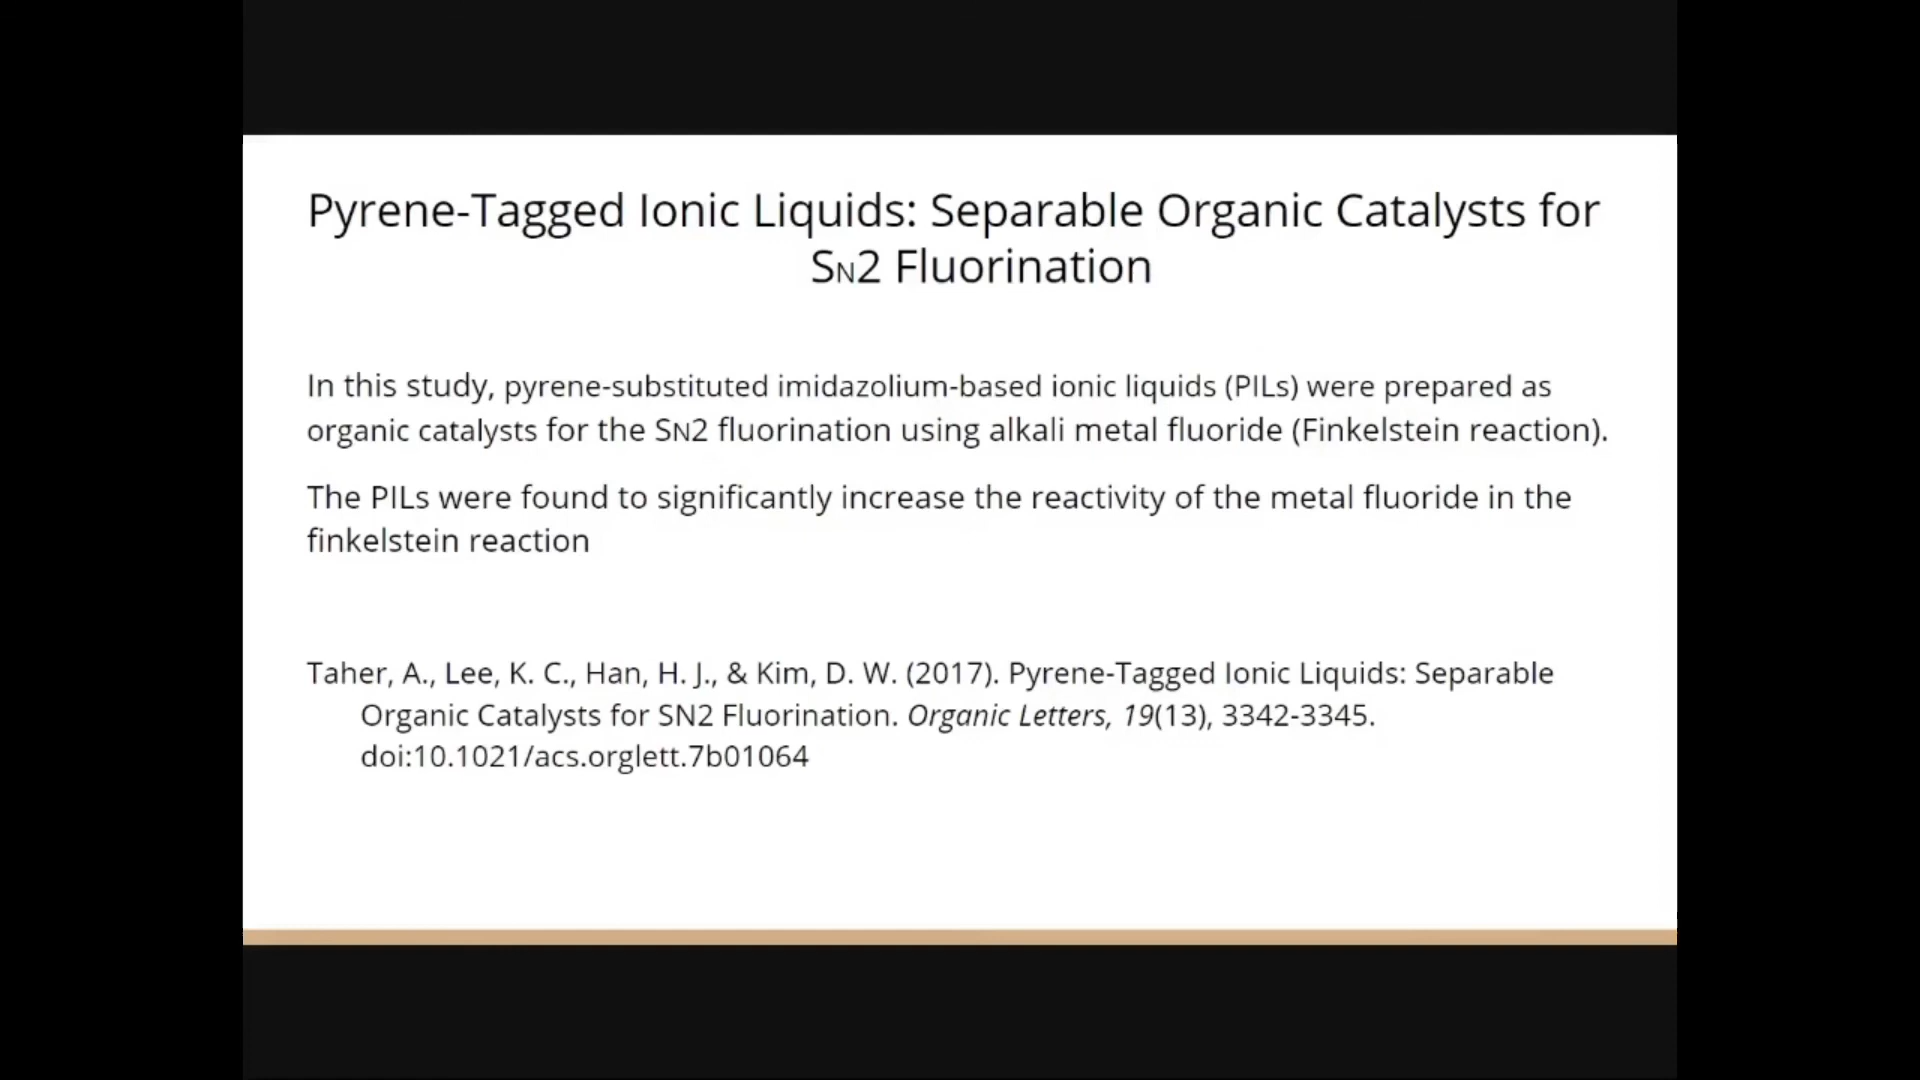 Pyrene-Tagged Ionic Liquids: Separable Organic Catalysts for
SN2 Fluorination
In this study, pyrene-substituted imidazolium-based ionic liquids (PILs) were prepared as
organic catalysts for the SN2 fluorination using alkali metal fluoride (Finkelstein reaction).
The PILs were found to significantly increase the reactivity of the metal fluoride in the
finkelstein reaction
Taher, A., Lee, K. C., Han, H. J., & Kim, D. W. (2017). Pyrene-Tagged Ionic Liquids: Separable
Organic Catalysts for SN2 Fluorination. Organic Letters, 19(13), 3342-3345.
doi:10.1021/acs.orglett.7b01064